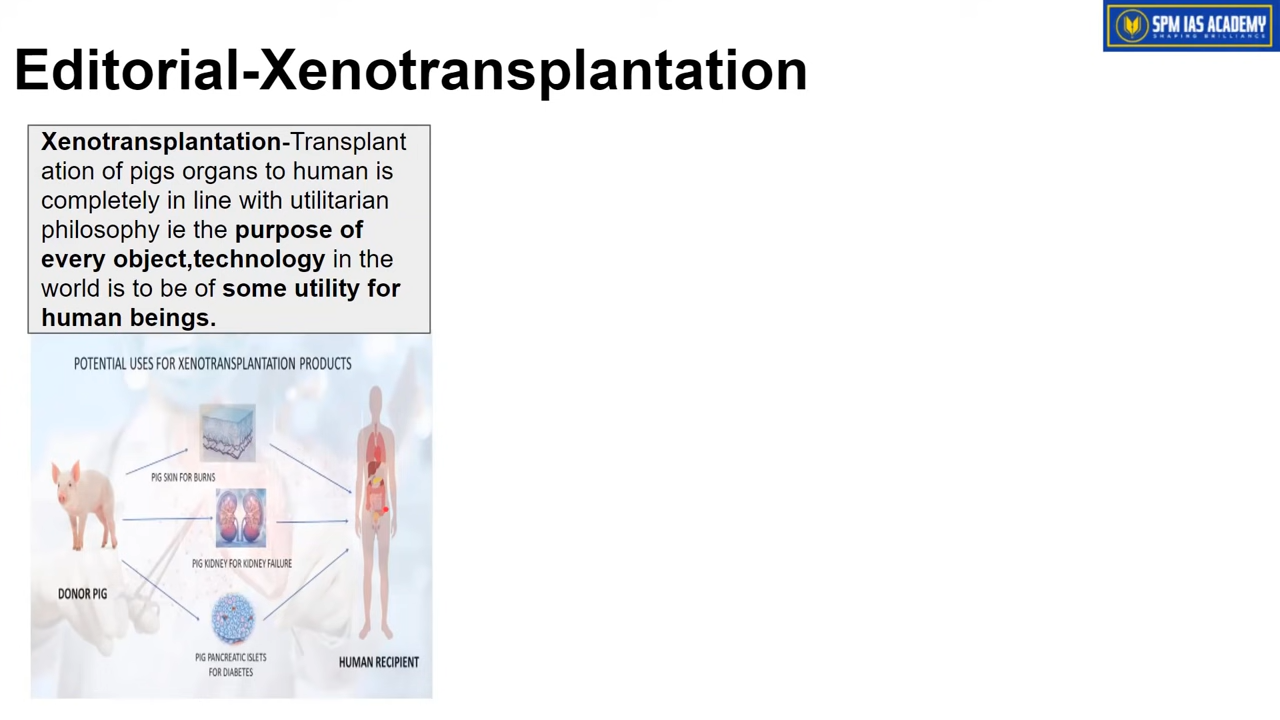 SPM IAS ACADEMY
SHAPING BRILLIANCE
Editorial-Xenotransplantation
Xenotransplantation-Transplant
ation of pigs organs to human is
completely in line with utilitarian
philosophy ie the purpose of
every object,technology in the
world is to be of some utility for
human beings.
POTENTIAL USES FOR XENOTRANSPLANTATION PRODUCTS
PIG SKIN FOR BURNS
PIG KIDNEY FOR KIDNEY FAILURE
DONOR PIG
PIG PANCREATIC ISLETS
FOR DIABETES
HUMAN RECIPIENT